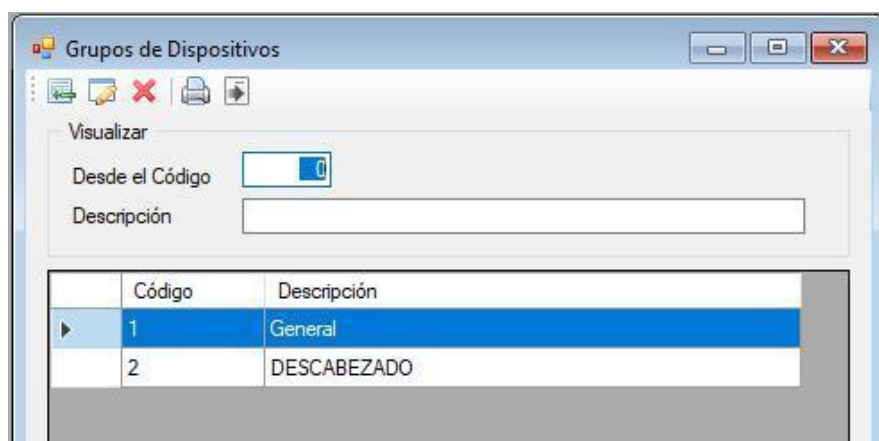 Grupos de Dispositivos
Visualizar
Desde el Código 0
Descripción
Código Descripción
1 General
2 DESCABEZADO